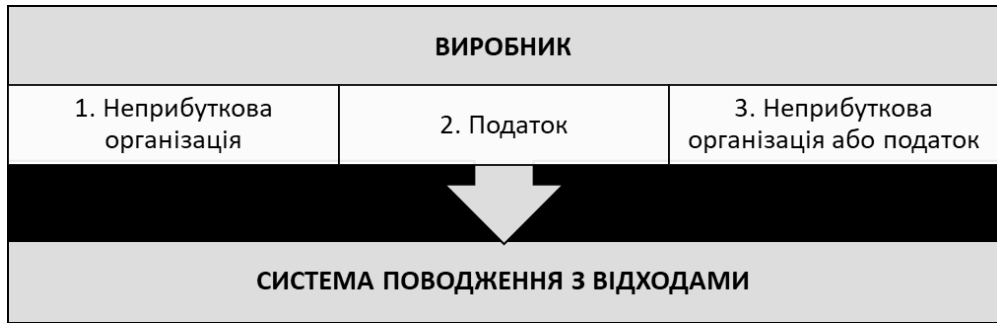 ВИРОБНИК
1. Неприбуткова
організація
2. Податок
3. Неприбуткова
організація або податок
СИСТЕМА ПОВОДЖЕННЯ З ВІДХОДАМИ